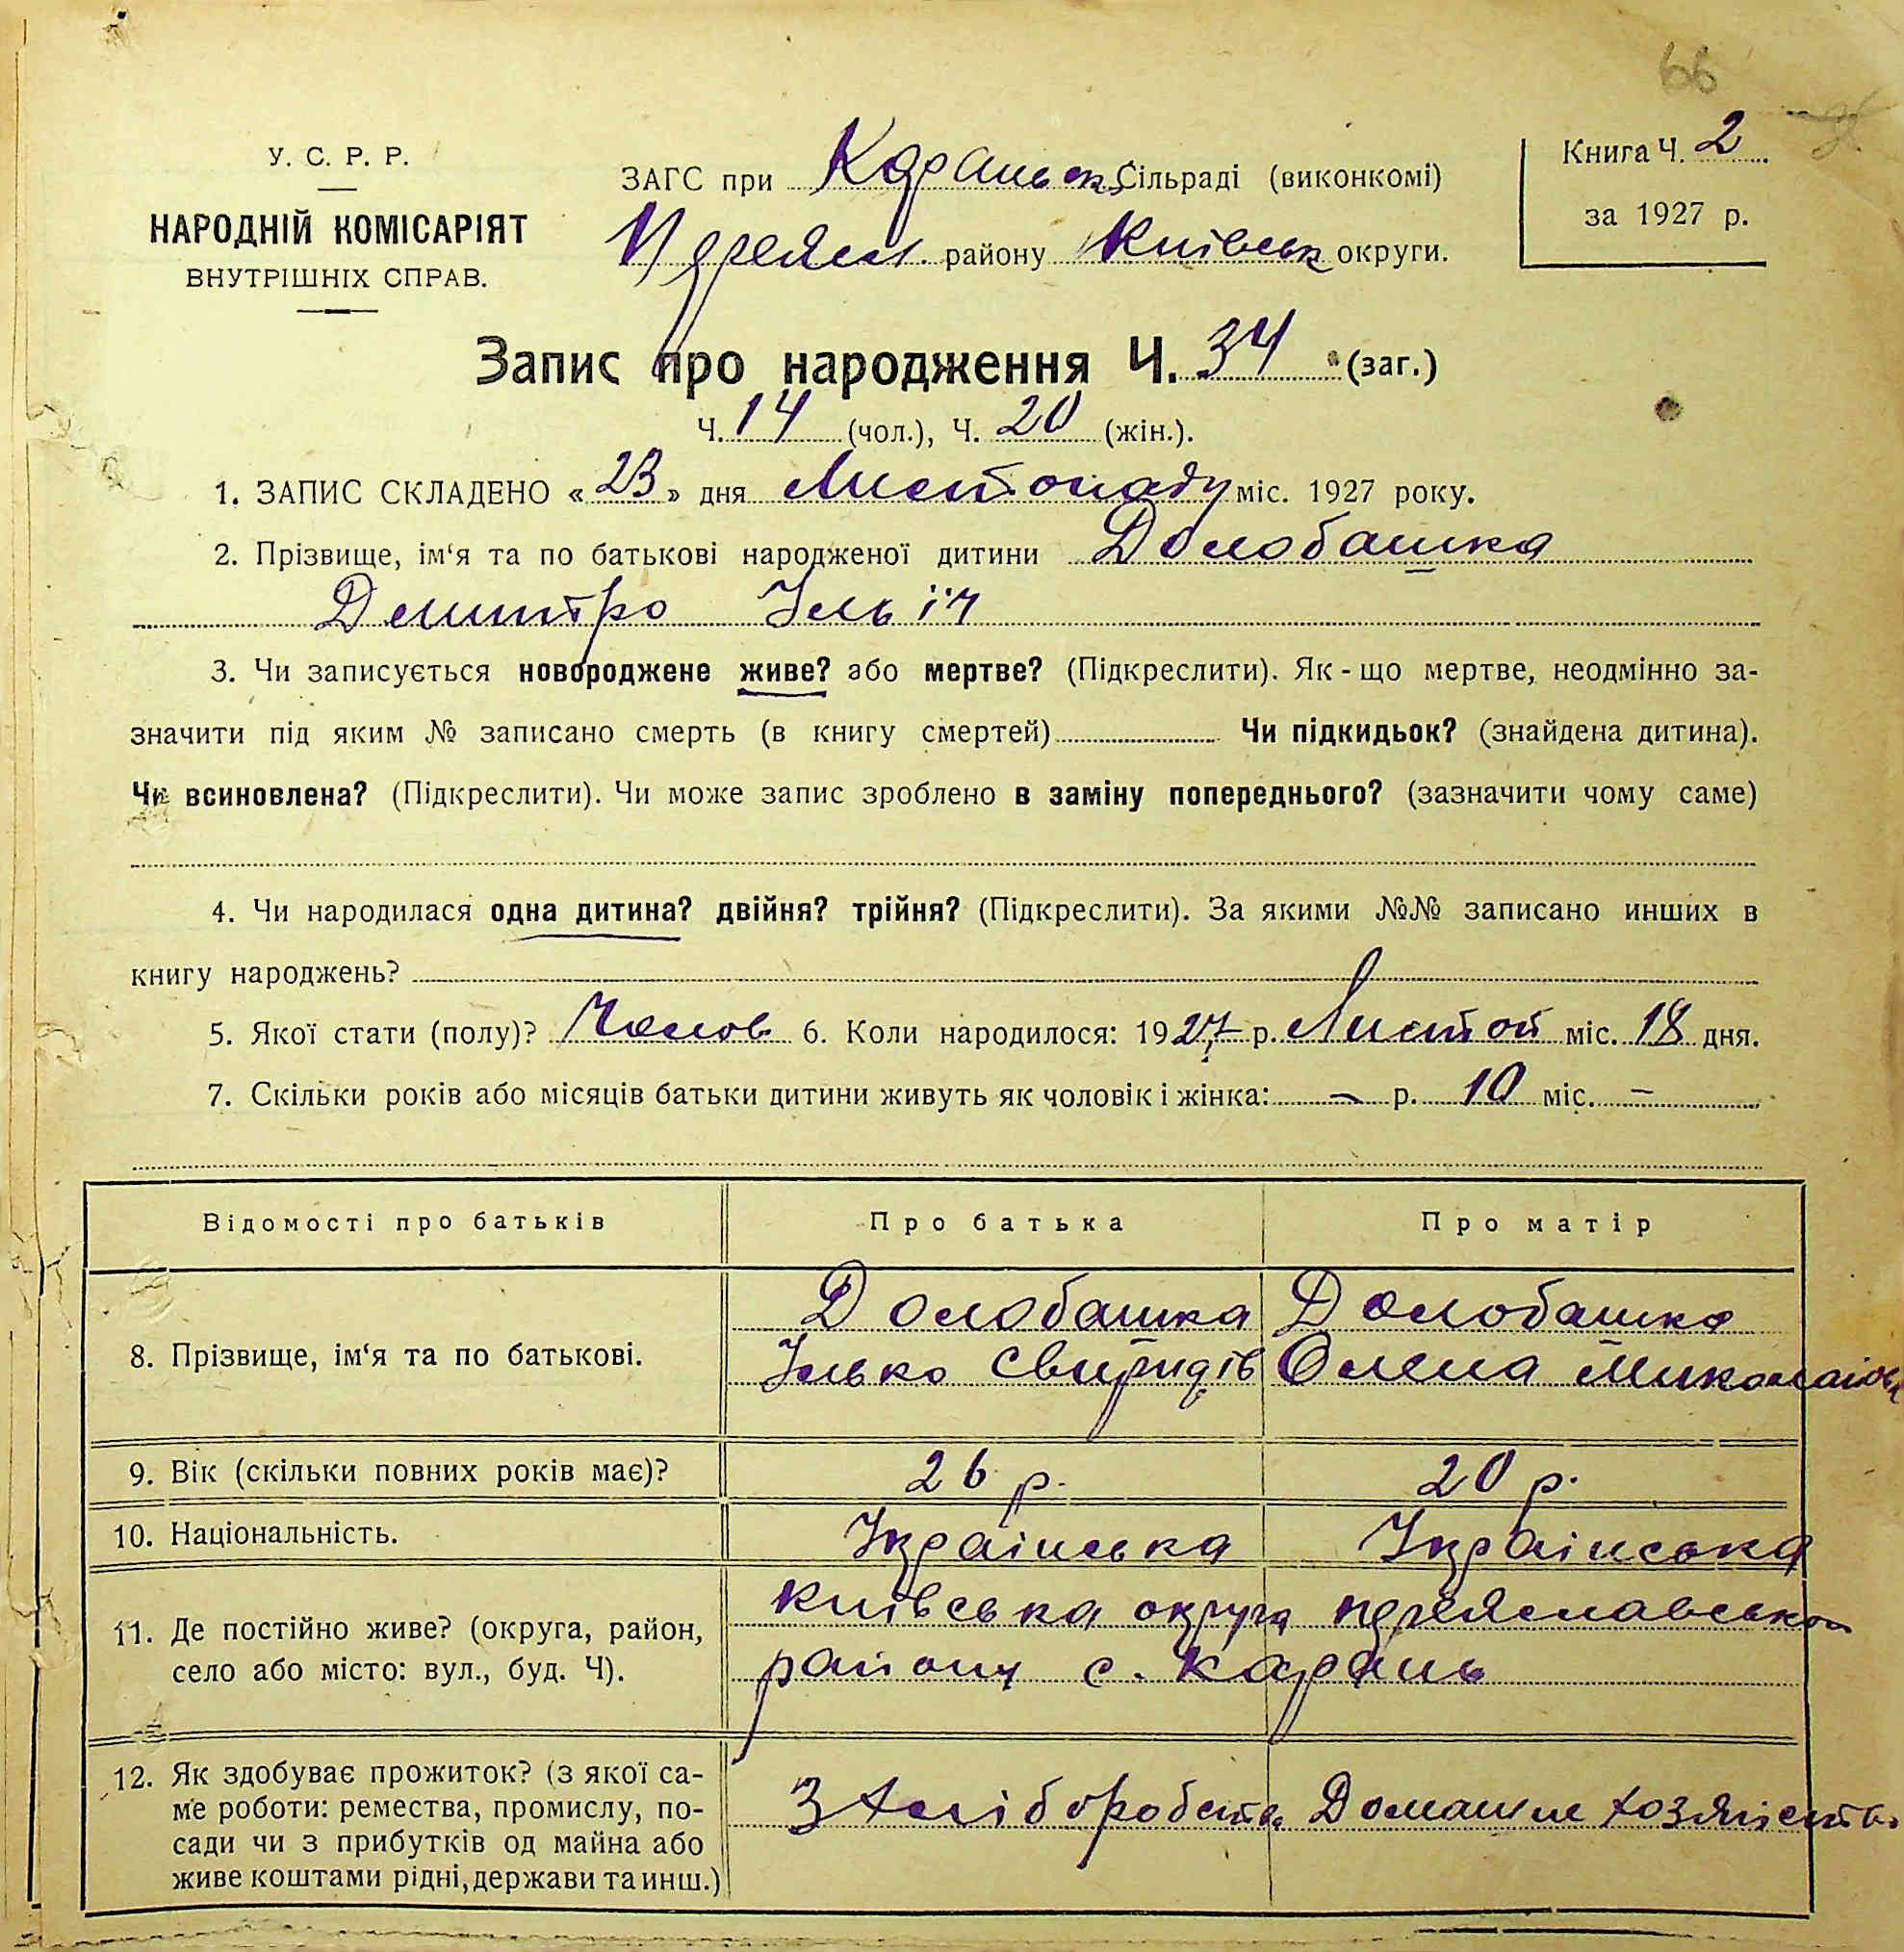 66
У. С. Р. Р.
НАРОДНІЙ КОМІСАРІЯТ
ВНУТРІШНІХ СПРАВ.
ЗАГС при Караньск. Сільраді (виконкомі)
Переясл. району Київськ округи.
Книга Ч. 2
за 1927 р.
Запис про народження Ч. 34 (заг.)
Ч. 14 (чол.), Ч. 20 (жін.).
1. ЗАПИС СКЛАДЕНО «23» дня Листопаду міс. 1927 року.
2. Прізвище, ім'я та по батькові народженої дитини Долобашка
Демитро Ільіч
3. Чи записується новороджене живе? або мертве? (Підкреслити). Як-що мертве, неодмінно за-
значити під яким № записано смерть (в книгу смертей) Чи підкидьок? (знайдена дитина).
Чи всиновлена? (Підкреслити). Чи може запис зроблено в заміну попереднього? (зазначити чому саме)
4. Чи народилася одна дитина? двійня? трійня? (Підкреслити). За якими №№ записано инших в
книгу народжень?
5. Якої стати (полу)? Чолов 6. Коли народилося: 1927 р. Листоп міс. 18 дня.
7. Скільки років або місяців батьки дитини живуть як чоловік і жінка: — р. 10 міс. —
Відомості про батьків Про батька Про матір
8. Прізвище, ім'я та по батькові.
Долобашка Долобашка
Ілько Свиридів Олена Миколаівн
9. Вік (скільки повних років має)? 26 р. 20 р.
10. Національність. Українська Українська
11. Де постійно живе? (округа, район,
село або місто: вул., буд. Ч).
Київська округа Переяславсько
району с. Карань
12. Як здобуває прожиток? (з якої са-
ме роботи: ремества, промислу, по-
сади чи з прибутків од майна або
живе коштами рідні, держави та инш.)
З хліборобств Домашнє хозяйств